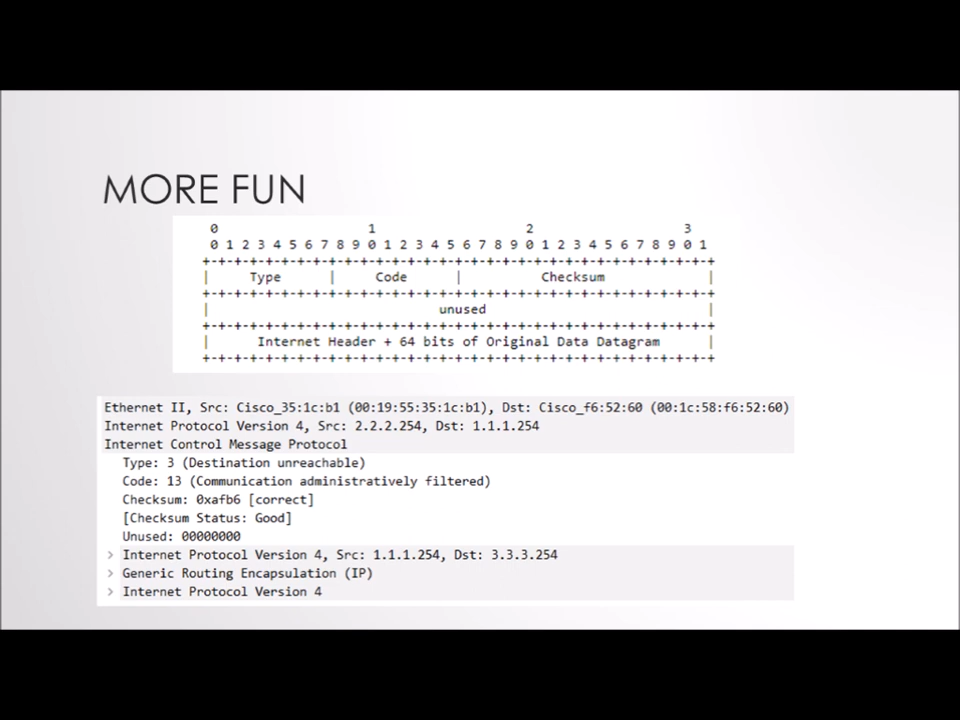 MORE FUN
0                   1                   2                   3
0 1 2 3 4 5 6 7 8 9 0 1 2 3 4 5 6 7 8 9 0 1 2 3 4 5 6 7 8 9 0 1
+-+-+-+-+-+-+-+-+-+-+-+-+-+-+-+-+-+-+-+-+-+-+-+-+-+-+-+-+-+-+-+-+
|     Type      |     Code      |          Checksum             |
+-+-+-+-+-+-+-+-+-+-+-+-+-+-+-+-+-+-+-+-+-+-+-+-+-+-+-+-+-+-+-+-+
|                             unused                            |
+-+-+-+-+-+-+-+-+-+-+-+-+-+-+-+-+-+-+-+-+-+-+-+-+-+-+-+-+-+-+-+-+
|      Internet Header + 64 bits of Original Data Datagram      |
+-+-+-+-+-+-+-+-+-+-+-+-+-+-+-+-+-+-+-+-+-+-+-+-+-+-+-+-+-+-+-+-+
Ethernet II, Src: Cisco_35:1c:b1 (00:19:55:35:1c:b1), Dst: Cisco_f6:52:60 (00:1c:58:f6:52:60)
Internet Protocol Version 4, Src: 2.2.2.254, Dst: 1.1.1.254
Internet Control Message Protocol
Type: 3 (Destination unreachable)
Code: 13 (Communication administratively filtered)
Checksum: 0xafb6 [correct]
[Checksum Status: Good]
Unused: 00000000
> Internet Protocol Version 4, Src: 1.1.1.254, Dst: 3.3.3.254
> Generic Routing Encapsulation (IP)
> Internet Protocol Version 4